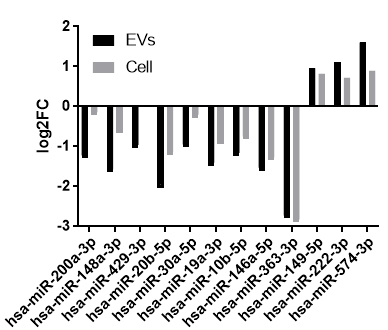 log2FC
2
1
0
-1
-2
-3
EVs
Cell
hsa-miR-200a-3p
hsa-miR-148a-3p
hsa-miR-429-3p
hsa-miR-20b-5p
hsa-miR-30a-5p
hsa-miR-19a-3p
hsa-miR-10b-5p
hsa-miR-146a-5p
hsa-miR-363-3p
hsa-miR-149-5p
hsa-miR-222-3p
hsa-miR-574-3p